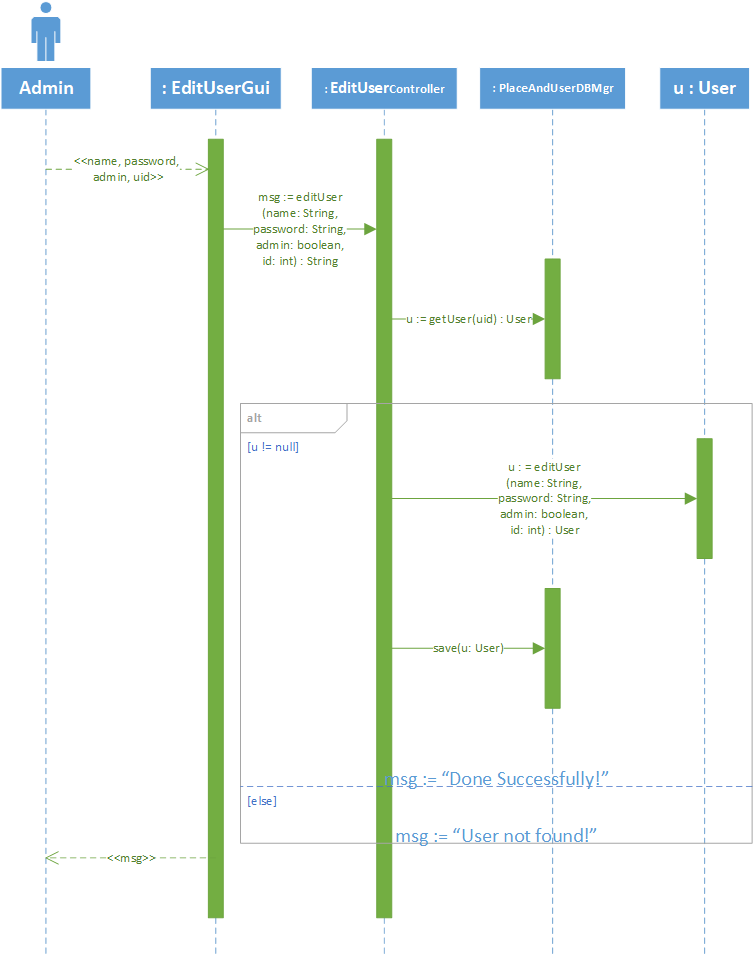 Admin
: EditUserGui
: EditUserController
: PlaceAndUserDBMgr
u : User
<<name, password,
admin, uid>>
msg := editUser
(name: String,
password: String,
admin: boolean,
id: int) : String
u := getUser(uid) : User
alt
[u != null]
u : = editUser
(name: String,
password: String,
admin: boolean,
id: int) : User
save(u: User)
msg := “Done Successfully!”
[else]
msg := “User not found!”
<<msg>>